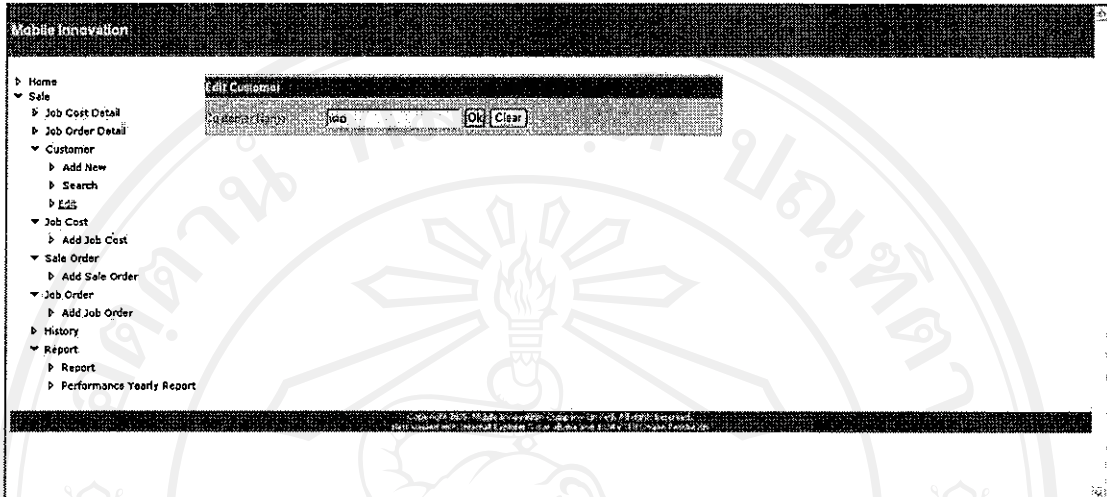 Mobile Innovation
Home
Sale
Job Cost Detail
Job Order Detail
Customer
Add New
Search
Edit
Job Cost
Add Job Cost
Sale Order
Add Sale Order
Job Order
Add Job Order
History
Report
Report
Performance Yearly Report
Edit Customer
Customer Name
Ok Clear